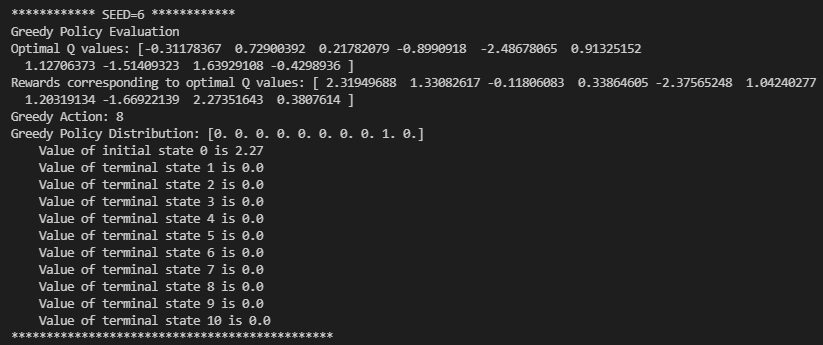 ************ SEED=6 ************
Greedy Policy Evaluation
Optimal Q values: [-0.31178367  0.72900392  0.21782079 -0.8990918  -2.48678065  0.91325152
  1.12706373 -1.51409323  1.63929108 -0.4298936 ]
Rewards corresponding to optimal Q values: [ 2.31949688  1.33082617 -0.11806083  0.33864605 -2.37565248  1.04240277
  1.20319134 -1.66922139  2.27351643  0.3807614 ]
Greedy Action: 8
Greedy Policy Distribution: [0. 0. 0. 0. 0. 0. 0. 0. 1. 0.]
    Value of initial state 0 is 2.27
    Value of terminal state 1 is 0.0
    Value of terminal state 2 is 0.0
    Value of terminal state 3 is 0.0
    Value of terminal state 4 is 0.0
    Value of terminal state 5 is 0.0
    Value of terminal state 6 is 0.0
    Value of terminal state 7 is 0.0
    Value of terminal state 8 is 0.0
    Value of terminal state 9 is 0.0
    Value of terminal state 10 is 0.0
**********************************************